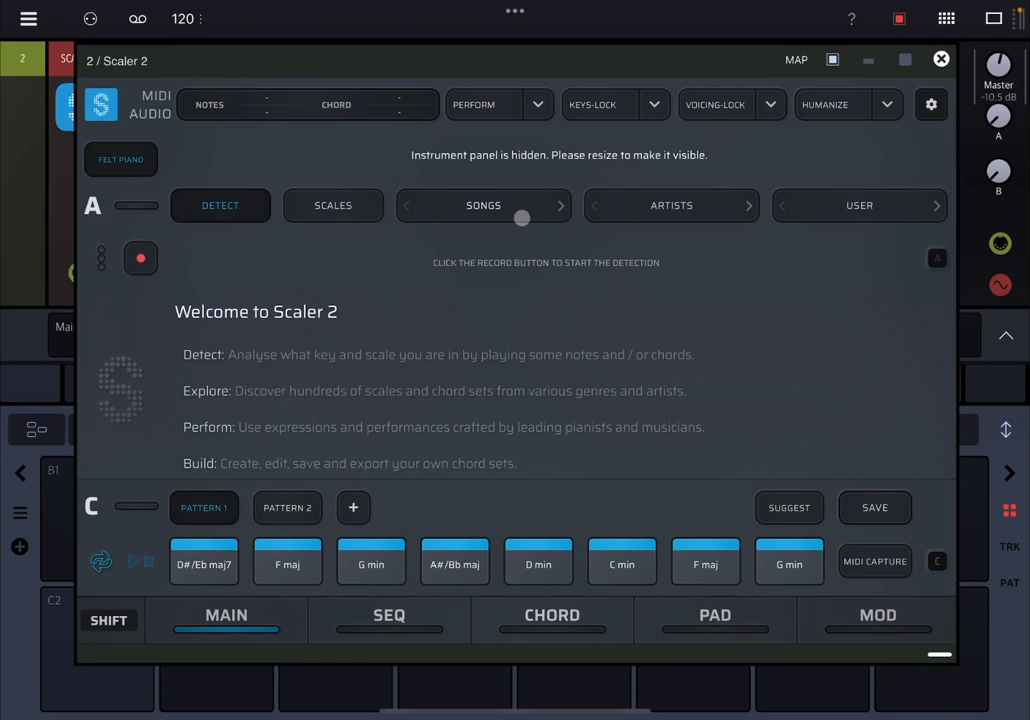 120
?
2
SCA
2 / Scaler 2
MAP
Master
-10.5 dB
A
B
S
MIDI
AUDIO
NOTES
-
-
CHORD
-
-
PERFORM
KEYS-LOCK
VOICING-LOCK
HUMANIZE
FELT PIANO
Instrument panel is hidden. Please resize to make it visible.
A
DETECT
SCALES
SONGS
ARTISTS
USER
CLICK THE RECORD BUTTON TO START THE DETECTION
A
Mai
Welcome to Scaler 2
Detect: Analyse what key and scale you are in by playing some notes and / or chords.
Explore: Discover hundreds of scales and chord sets from various genres and artists.
Perform: Use expressions and performances crafted by leading pianists and musicians.
Build: Create, edit, save and export your own chord sets.
B1
C
PATTERN 1
PATTERN 2
+
SUGGEST
SAVE
D#/Eb maj7
F maj
G min
A#/Bb maj
D min
C min
F maj
G min
MIDI CAPTURE
C
TRK
PAT
C2
SHIFT
MAIN
SEQ
CHORD
PAD
MOD